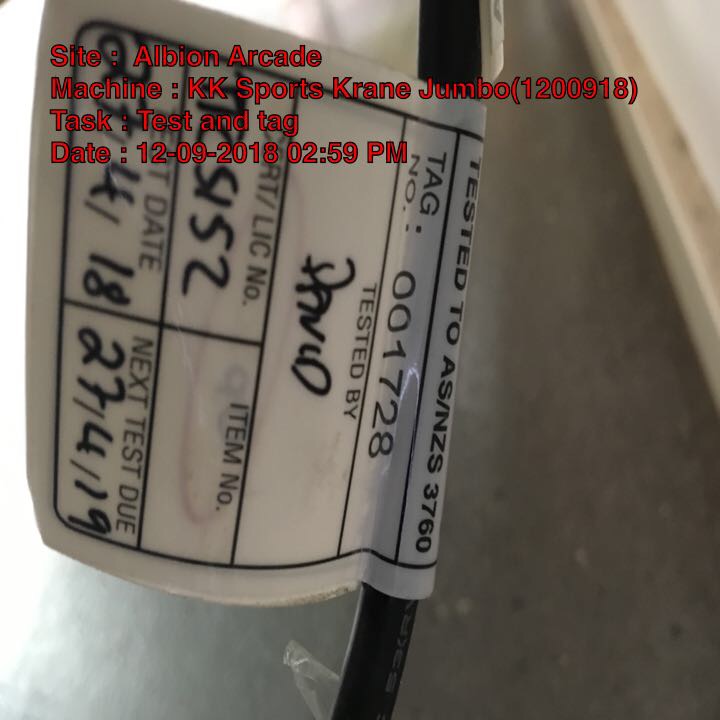 Site : Albion Arcade
Machine : KK Sports Krane Jumbo(1200918)
Task : Test and tag
Date : 12-09-2018 02:59 PM
TESTED TO AS/NZS 3760
TAG No.: 001728
TESTED BY
LIC No.
ITEM No.
DATE
NEXT TEST DUE
27/4/19